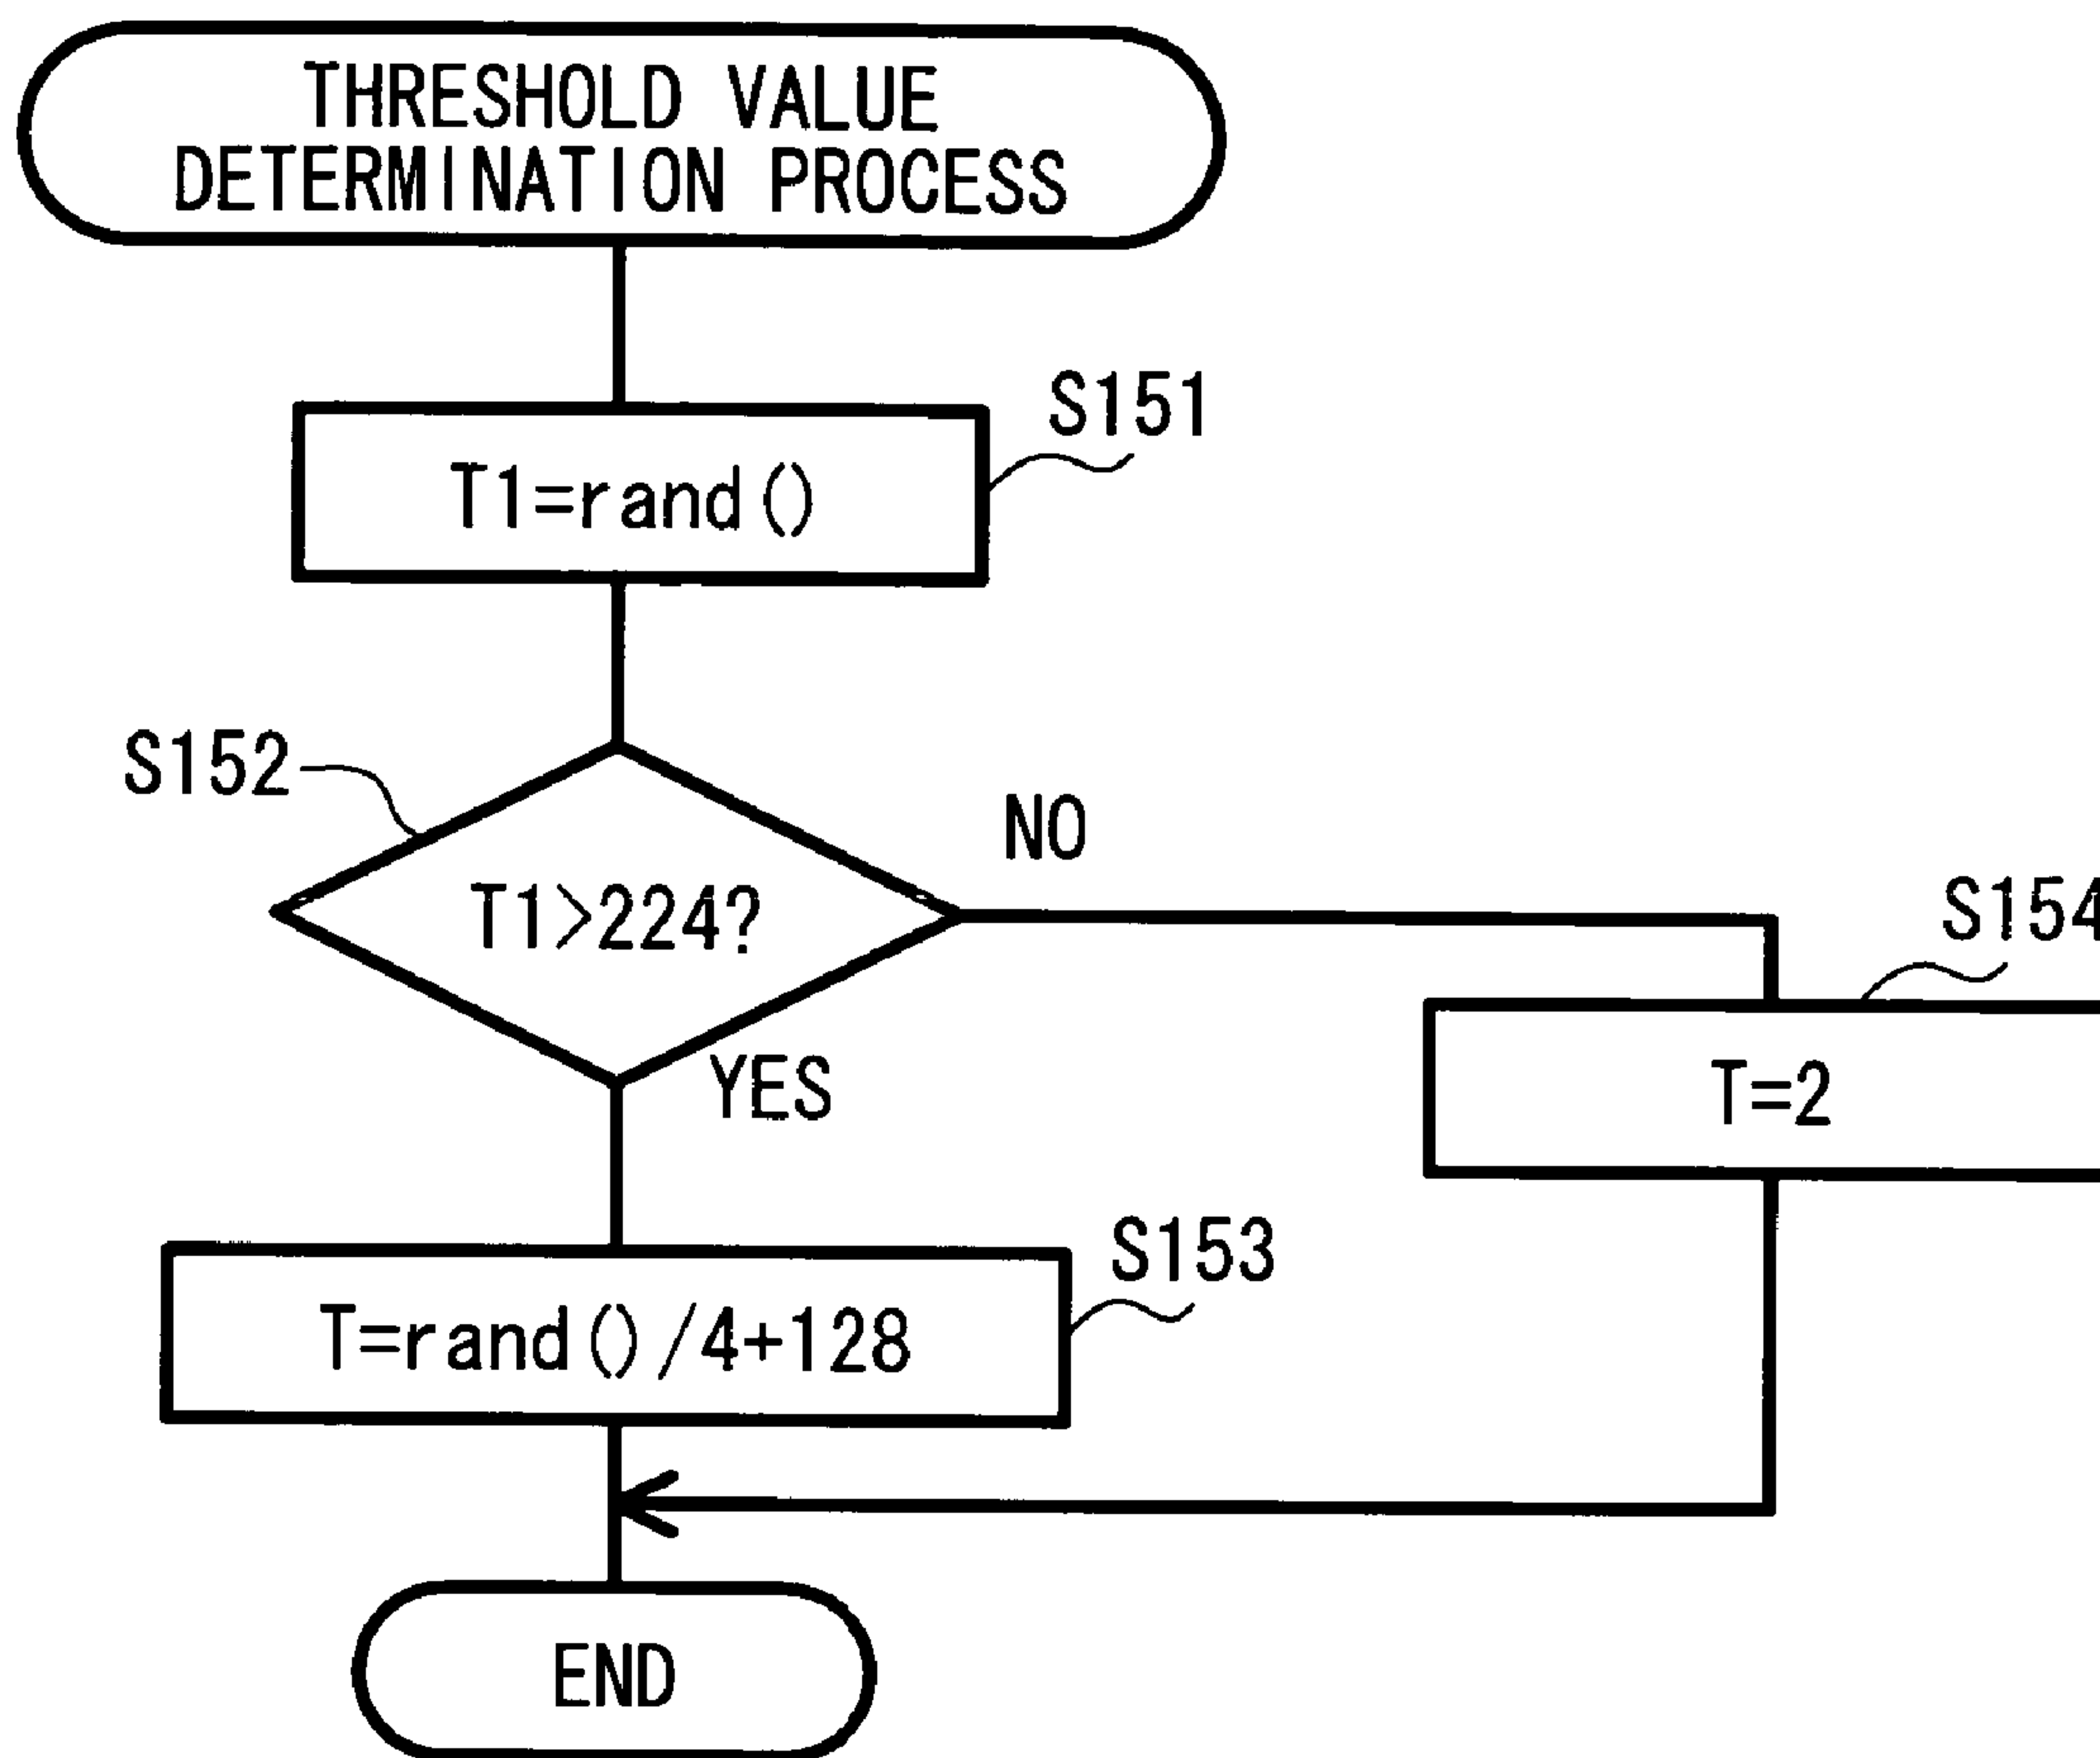 THRESHOLD VALUE
DETERMINATION PROCESS
S151
T1=rand()
S152
NO
T1>224?
S154
T=2
YES
S153
T=rand()/4+128
END